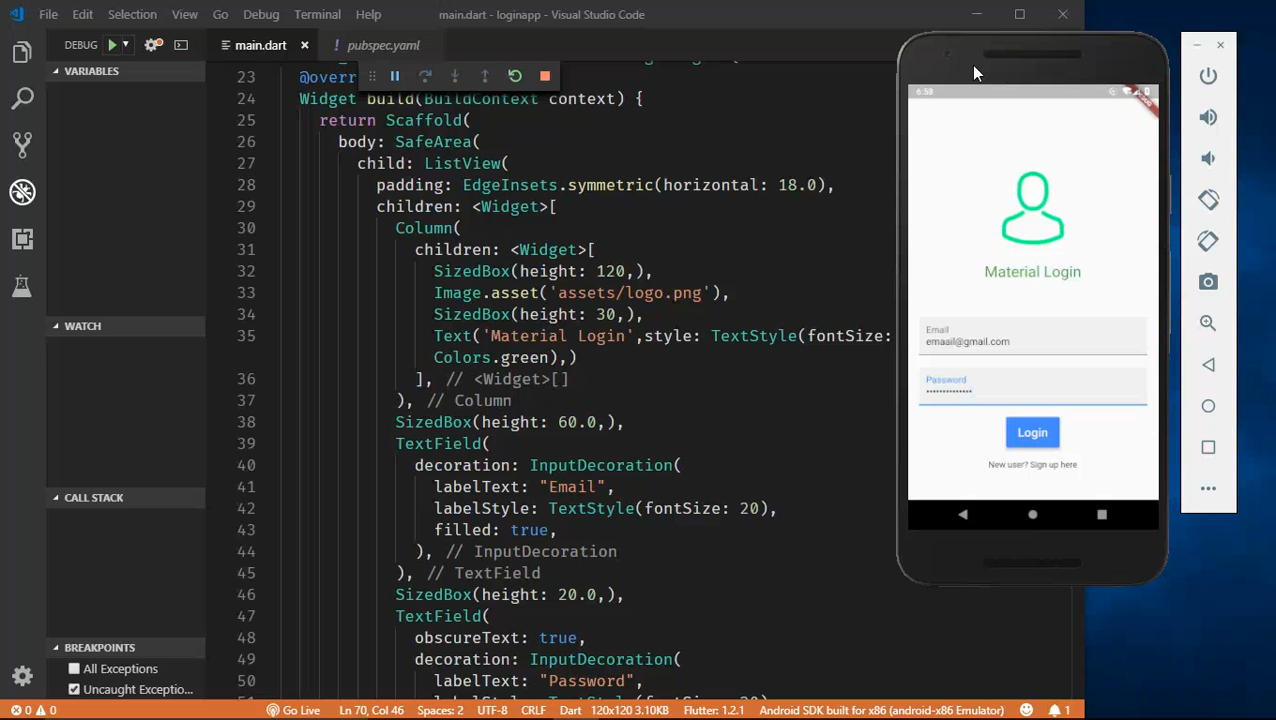 File Edit Selection View Go Debug Terminal Help main.dart - loginapp - Visual Studio Code
DEBUG main.dart pubspec.yaml
VARIABLES
WATCH
CALL STACK
BREAKPOINTS
All Exceptions
Uncaught Exceptio...
23 @overr
24 Widget build(BuildContext context) {
25 return Scaffold(
26 body: SafeArea(
27 child: ListView(
28 padding: EdgeInsets.symmetric(horizontal: 18.0),
29 children: <Widget>[
30 Column(
31 children: <Widget>[
32 SizedBox(height: 120,),
33 Image.asset('assets/logo.png'),
34 SizedBox(height: 30,),
35 Text('Material Login',style: TextStyle(fontSize:
Colors.green),)
36 ], // <Widget>[]
37 ), // Column
38 SizedBox(height: 60.0,),
39 TextField(
40 decoration: InputDecoration(
41 labelText: "Email",
42 labelStyle: TextStyle(fontSize: 20),
43 filled: true,
44 ), // InputDecoration
45 ), // TextField
46 SizedBox(height: 20.0,),
47 TextField(
48 obscureText: true,
49 decoration: InputDecoration(
50 labelText: "Password",
6:53
Material Login
Email
emaail@gmail.com
Password
Login
New user? Sign up here
0 0 Go Live Ln 70, Col 46 Spaces: 2 UTF-8 CRLF Dart 120x120 3.10KB Flutter: 1.2.1 Android SDK built for x86 (android-x86 Emulator) 1